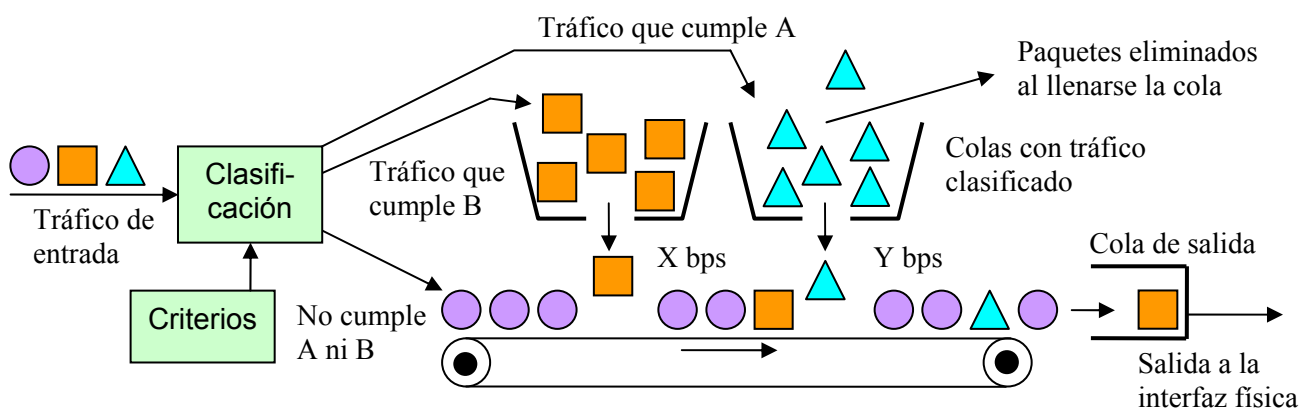 Tráfico que cumple A
Paquetes eliminados
al llenarse la cola
Clasifi-
cación
Tráfico que
cumple B
Colas con tráfico
clasificado
Tráfico de
entrada
X bps
Y bps
Cola de salida
Criterios
No cumple
A ni B
Salida a la
interfaz física